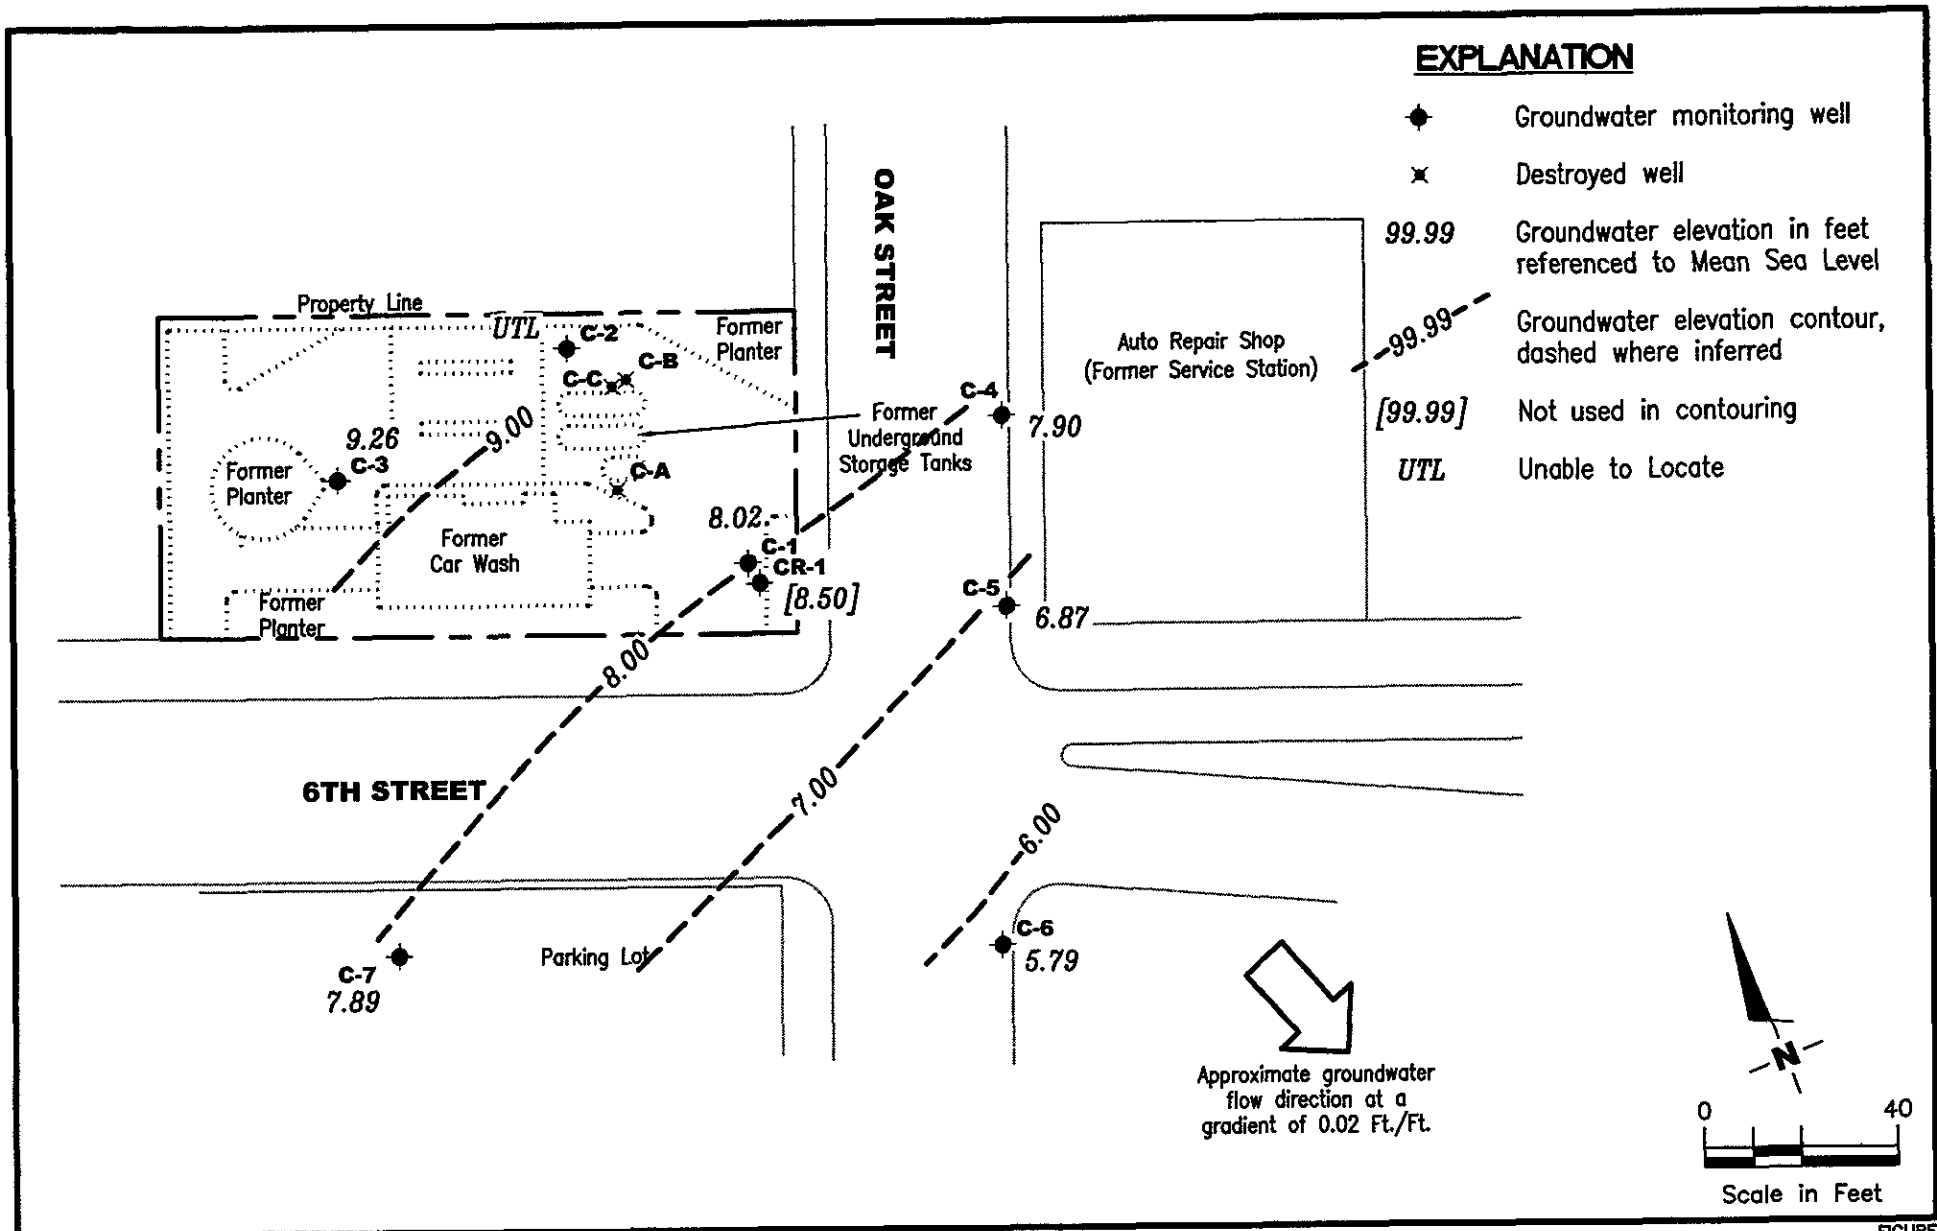 EXPLANATION
Groundwater monitoring well
Destroyed well
99.99
Groundwater elevation in feet
referenced to Mean Sea Level
99.99
Groundwater elevation contour,
dashed where inferred
[99.99]
Not used in contouring
UTL
Unable to Locate
OAK STREET
Property Line
UTL
C-2
Former
Planter
C-B
C-C
Auto Repair Shop
(Former Service Station)
C-4
7.90
Former
Underground
Storage Tanks
9.00
9.26
C-3
Former
Planter
C-A
8.02
C-1
CR-1
[8.50]
Former
Car Wash
C-5
6.87
Former
Planter
8.00
6TH STREET
7.00
6.00
C-6
5.79
Parking Lot
C-7
7.89
Approximate groundwater
flow direction at a
gradient of 0.02 Ft./Ft.
N
0 40
Scale in Feet
FIGURE